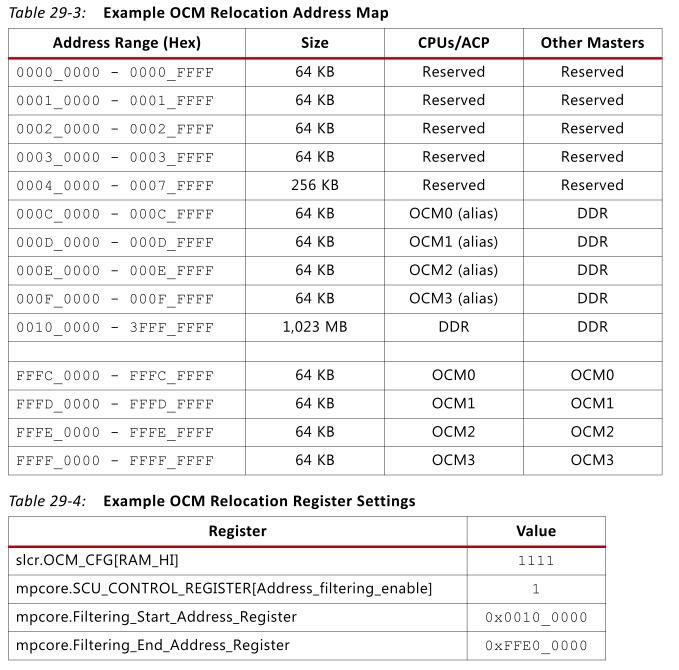 Table 29-3: Example OCM Relocation Address Map
Address Range (Hex) Size CPUs/ACP Other Masters
0000_0000 - 0000_FFFF 64 KB Reserved Reserved
0001_0000 - 0001_FFFF 64 KB Reserved Reserved
0002_0000 - 0002_FFFF 64 KB Reserved Reserved
0003_0000 - 0003_FFFF 64 KB Reserved Reserved
0004_0000 - 0007_FFFF 256 KB Reserved Reserved
000C_0000 - 000C_FFFF 64 KB OCM0 (alias) DDR
000D_0000 - 000D_FFFF 64 KB OCM1 (alias) DDR
000E_0000 - 000E_FFFF 64 KB OCM2 (alias) DDR
000F_0000 - 000F_FFFF 64 KB OCM3 (alias) DDR
0010_0000 - 3FFF_FFFF 1,023 MB DDR DDR
FFFC_0000 - FFFC_FFFF 64 KB OCM0 OCM0
FFFD_0000 - FFFD_FFFF 64 KB OCM1 OCM1
FFFE_0000 - FFFE_FFFF 64 KB OCM2 OCM2
FFFF_0000 - FFFF_FFFF 64 KB OCM3 OCM3
Table 29-4: Example OCM Relocation Register Settings
Register Value
slcr.OCM_CFG[RAM_HI] 1111
mpcore.SCU_CONTROL_REGISTER[Address_filtering_enable] 1
mpcore.Filtering_Start_Address_Register 0x0010_0000
mpcore.Filtering_End_Address_Register 0xFFE0_0000